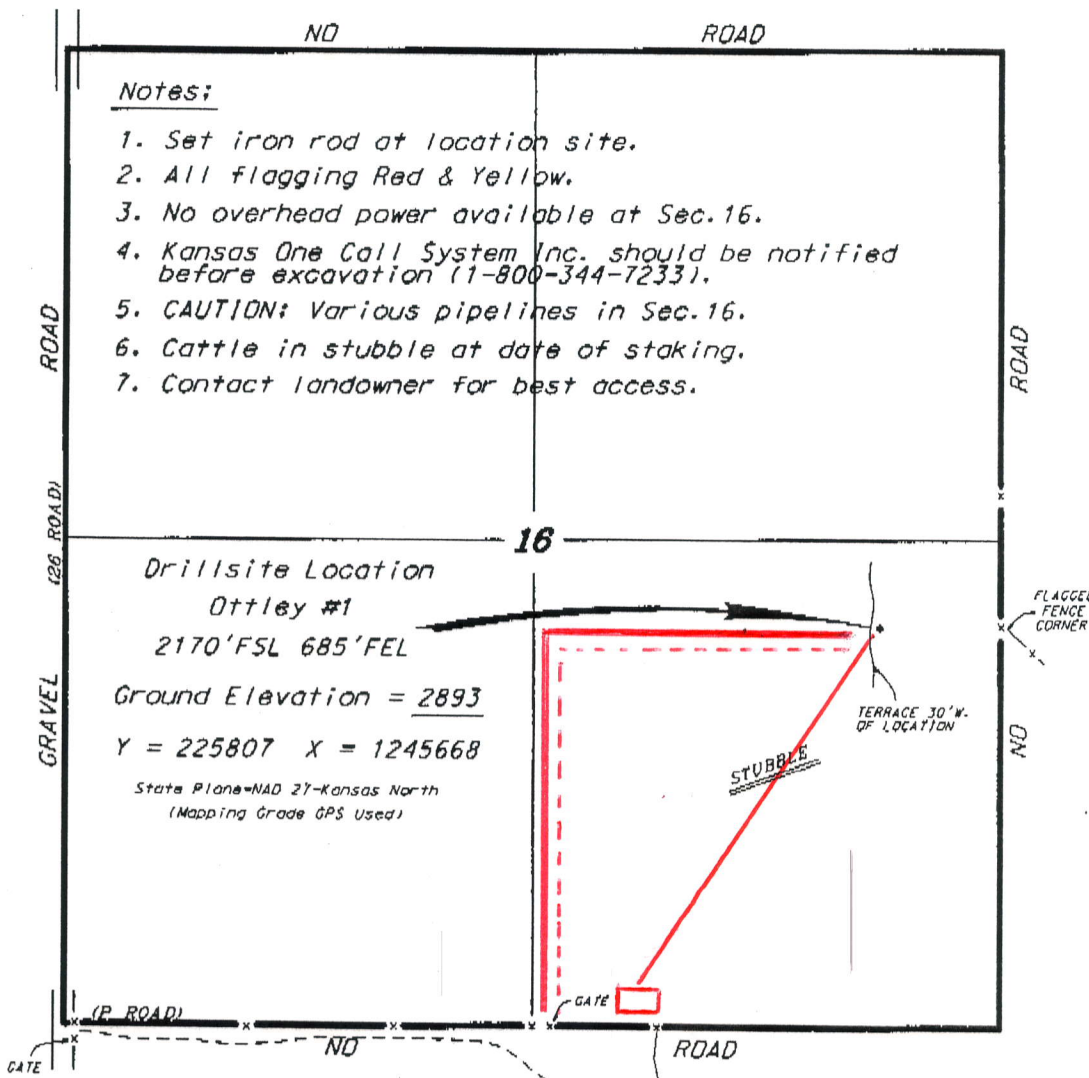 NO ROAD
Notes:
1. Set iron rod at location site.
2. All flagging Red & Yellow.
3. No overhead power available at Sec.16.
4. Kansas One Call System Inc. should be notified
before excavation (1-800-344-7233).
5. CAUTION: Various pipelines in Sec.16.
6. Cattle in stubble at date of staking.
7. Contact landowner for best access.
ROAD
ROAD
(26 ROAD)
16
Drillsite Location
Ottley #1
2170'FSL 685'FEL
Ground Elevation = 2893
Y = 225807 X = 1245668
State Plane-NAD 27-Kansas North
(Mapping Grade GPS Used)
FLAGGED
FENCE
CORNER
TERRACE 30'W.
OF LOCATION
STUBBLE
GRAVEL
NO
GATE
(P ROAD)
NO ROAD
GATE